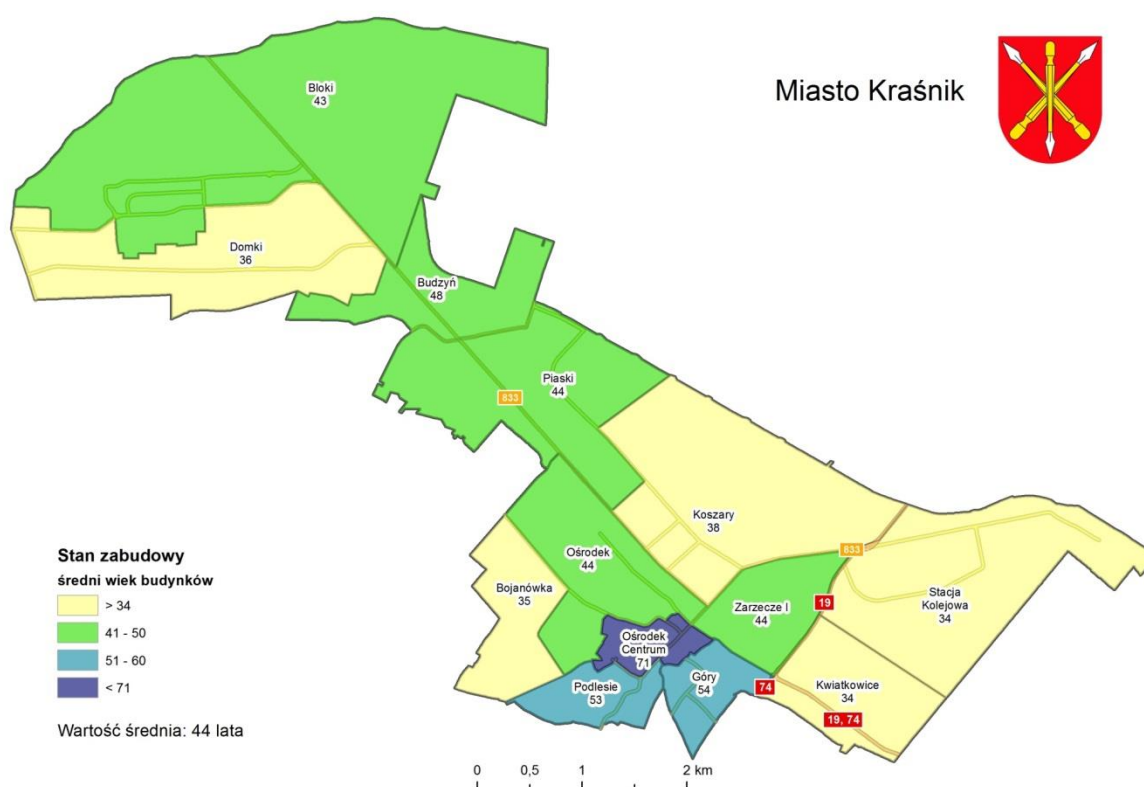 Miasto Kraśnik
Bloki
43
Domki
36
Budzyń
48
Piaski
44
833
Koszary
38
Ośrodek
44
Bojanówka
35
833
Stacja
Kolejowa
34
Zarzecze I
44
19
Ośrodek
Centrum
71
Góry
54
Podlesie
53
74
Kwiatkowice
34
19, 74
Stan zabudowy
średni wiek budynków
> 34
41 - 50
51 - 60
< 71
Wartość średnia: 44 lata
0 0,5 1 2 km